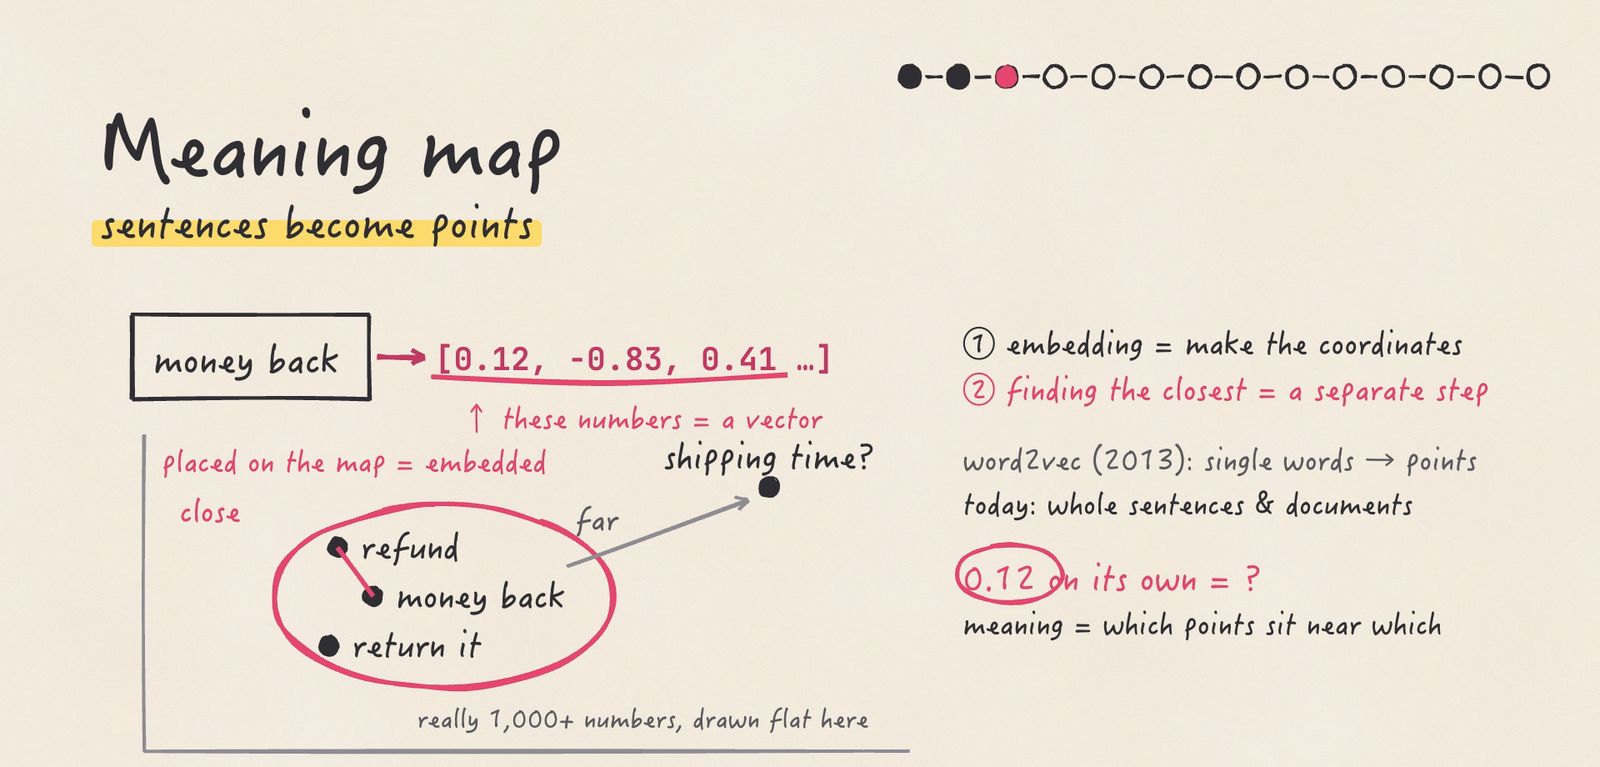 Meaning map
sentences become points
money back
[0.12, -0.83, 0.41 …]
↑ these numbers = a vector
placed on the map = embedded
shipping time?
close
far
refund
money back
return it
really 1,000+ numbers, drawn flat here
① embedding = make the coordinates
② finding the closest = a separate step
word2vec (2013): single words → points
today: whole sentences & documents
0.12 on its own = ?
meaning = which points sit near which